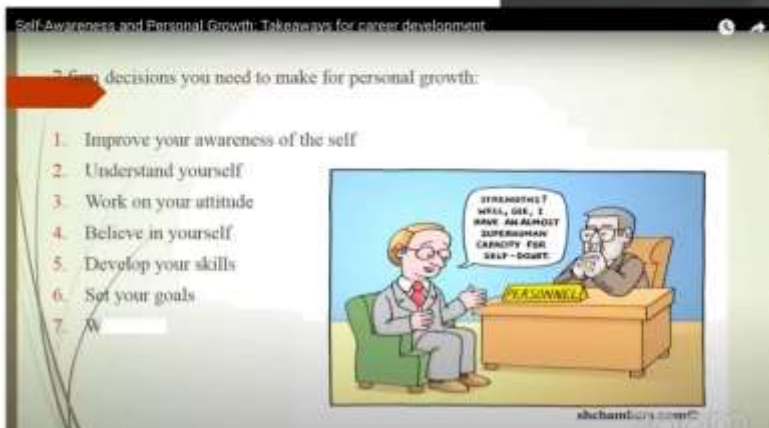 Self-Awareness and Personal Growth: Takeaways for career development
decisions you need to make for personal growth:
1. Improve your awareness of the self
2. Understand yourself
3. Work on your attitude
4. Believe in yourself
5. Develop your skills
6. Set your goals
7. W
STRENGTHS?
WELL, GEE, I
HAVE AN ALMOST
SUPERHUMAN
CAPACITY FOR
SELF-DOUBT.
PERSONNEL